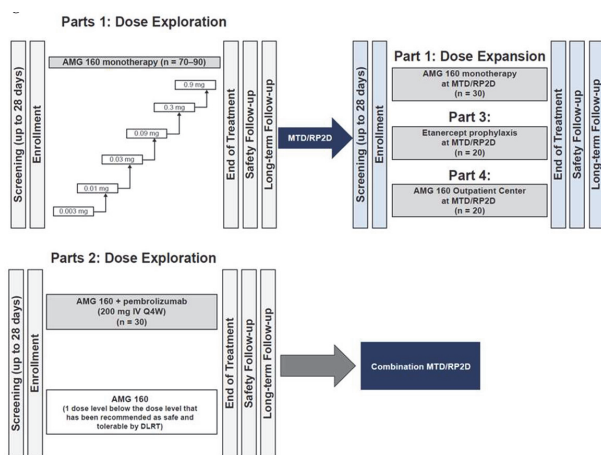 Parts 1: Dose Exploration
Screening (up to 28 days)
Enrollment
AMG 160 monotherapy (n = 70–90)
0.9 mg
0.3 mg
0.09 mg
0.03 mg
0.01 mg
0.003 mg
End of Treatment
Safety Follow-up
Long-term Follow-up
MTD/RP2D
Screening (up to 28 days)
Enrollment
Part 1: Dose Expansion
AMG 160 monotherapy
at MTD/RP2D
(n = 30)
Part 3:
Etanercept prophylaxis
at MTD/RP2D
(n = 20)
Part 4:
AMG 160 Outpatient Center
at MTD/RP2D
(n = 20)
End of Treatment
Safety Follow-up
Long-term Follow-up
Parts 2: Dose Exploration
Screening (up to 28 days)
Enrollment
AMG 160 + pembrolizumab
(200 mg IV Q4W)
(n = 30)
AMG 160
(1 dose level below the dose level that
has been recommended as safe and
tolerable by DLRT)
End of Treatment
Safety Follow-up
Long-term Follow-up
Combination MTD/RP2D